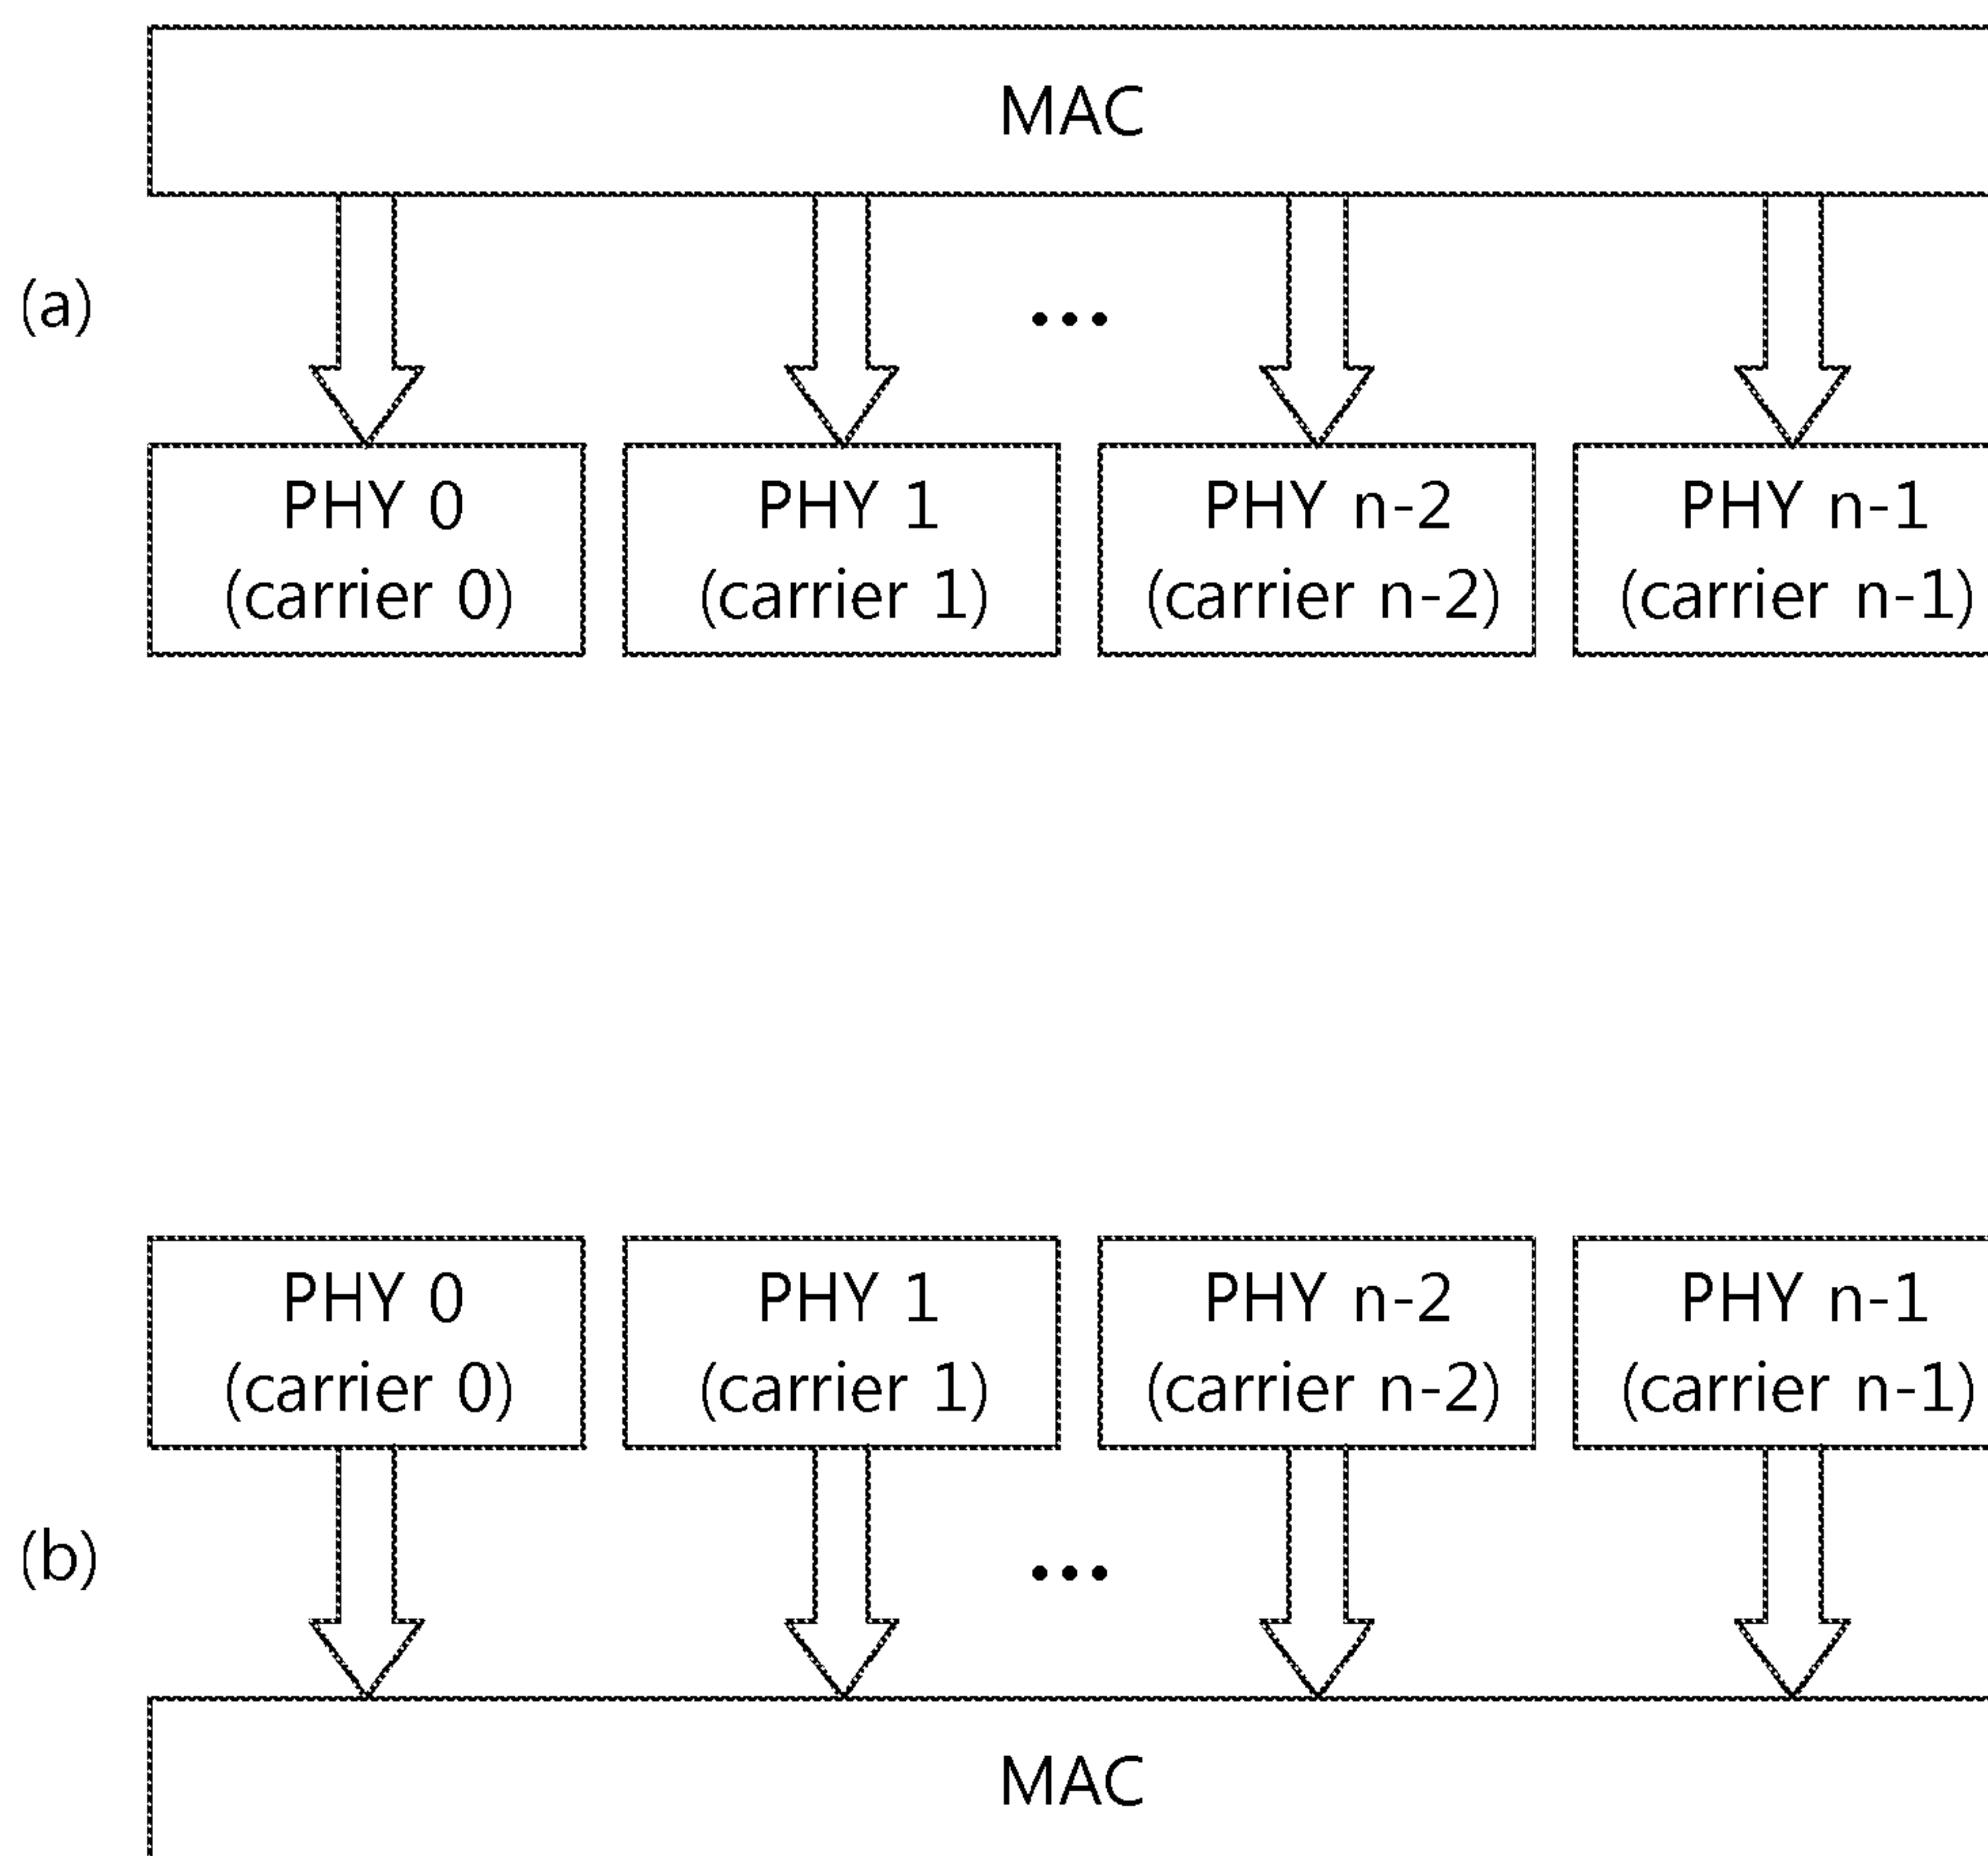 MAC
(a)
...
PHY 0
(carrier 0)
PHY 1
(carrier 1)
PHY n-2
(carrier n-2)
PHY n-1
(carrier n-1)
PHY 0
(carrier 0)
PHY 1
(carrier 1)
PHY n-2
(carrier n-2)
PHY n-1
(carrier n-1)
(b)
...
MAC